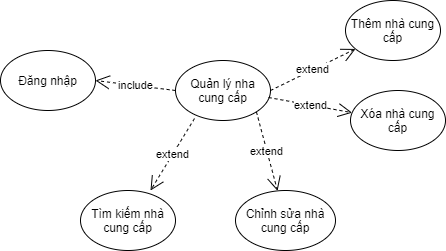 Thêm nhà cung
cấp
extend
Đăng nhập
include
Quản lý nha
cung cấp
extend
Xóa nhà cung
cấp
extend
extend
Tìm kiếm nhà
cung cấp
Chỉnh sửa nhà
cung cấp